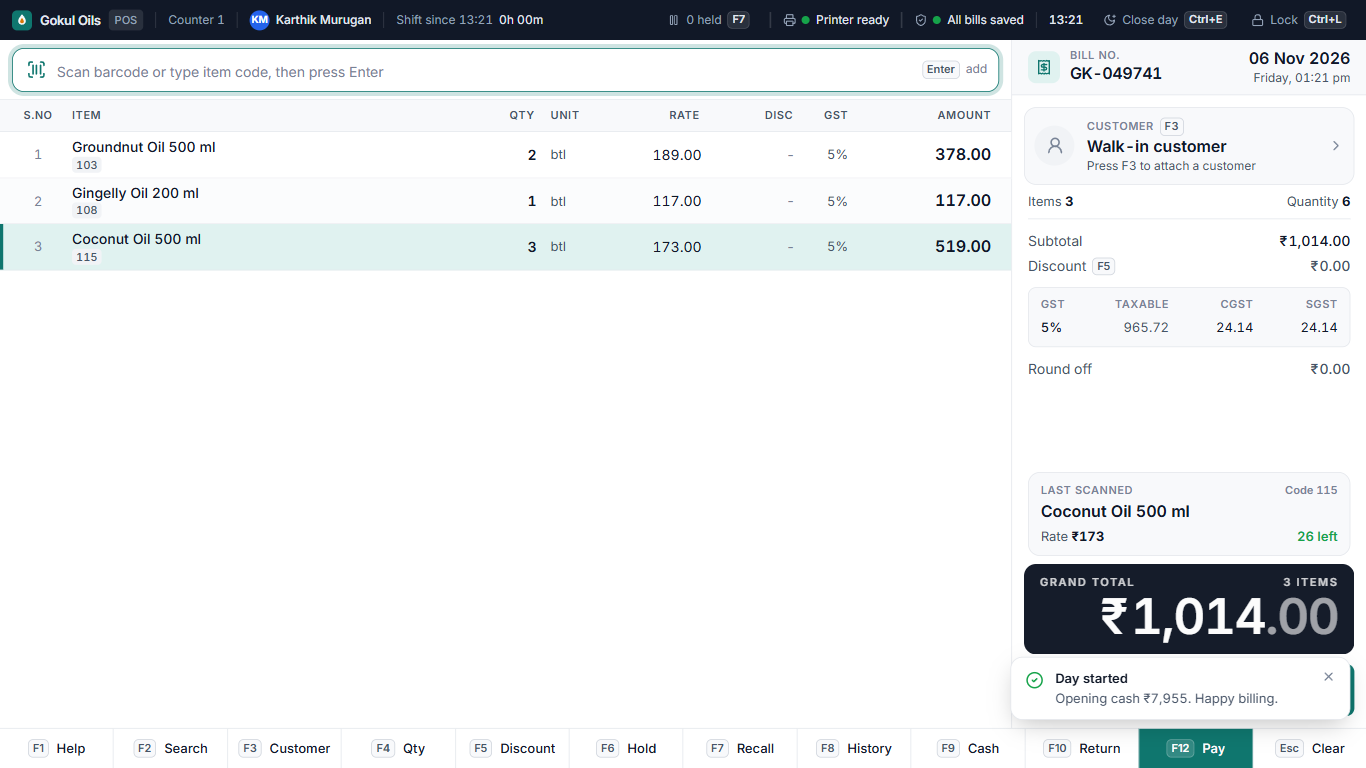 Gokul Oils POS Counter 1 KM Karthik Murugan Shift since 13:21 0h 00m 0 held F7 Printer ready All bills saved 13:21 Close day Ctrl+E Lock Ctrl+L
Scan barcode or type item code, then press Enter Enter add
S.NO ITEM QTY UNIT RATE DISC GST AMOUNT
1 Groundnut Oil 500 ml 2 btl 189.00 - 5% 378.00
103
2 Gingelly Oil 200 ml 1 btl 117.00 - 5% 117.00
108
3 Coconut Oil 500 ml 3 btl 173.00 - 5% 519.00
115
BILL NO.
GK-049741
06 Nov 2026
Friday, 01:21 pm
CUSTOMER F3
Walk-in customer
Press F3 to attach a customer
Items 3 Quantity 6
Subtotal ₹1,014.00
Discount F5 ₹0.00
GST TAXABLE CGST SGST
5% 965.72 24.14 24.14
Round off ₹0.00
LAST SCANNED Code 115
Coconut Oil 500 ml
Rate ₹173 26 left
GRAND TOTAL 3 ITEMS
₹1,014.00
Day started
Opening cash ₹7,955. Happy billing.
F1 Help F2 Search F3 Customer F4 Qty F5 Discount F6 Hold F7 Recall F8 History F9 Cash F10 Return F12 Pay Esc Clear